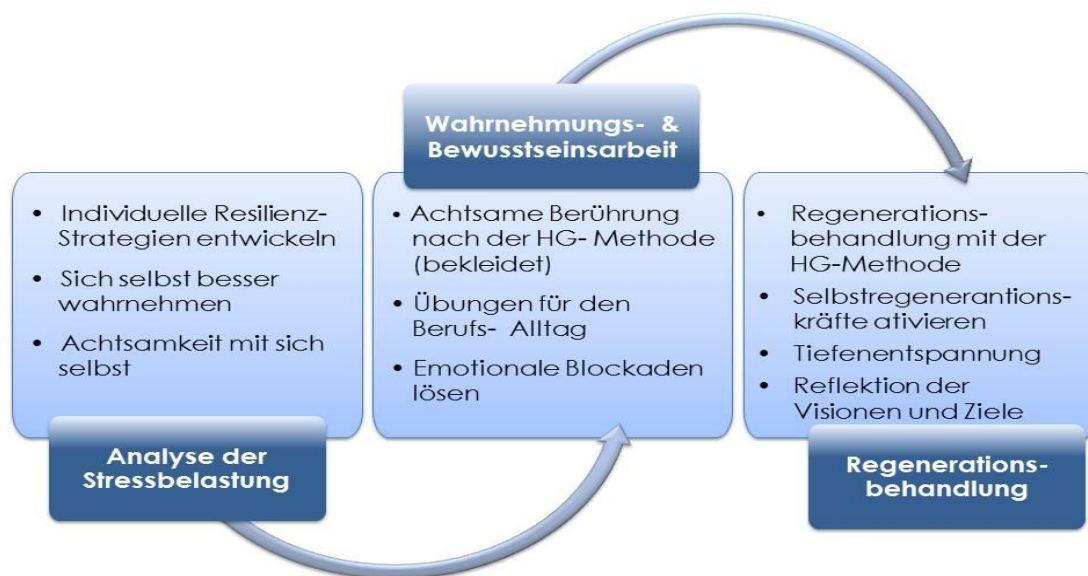 • Individuelle Resilienz-
Strategien entwickeln
• Sich selbst besser
wahrnehmen
• Achtsamkeit mit sich
selbst
Analyse der
Stressbelastung
Wahrnehmungs- &
Bewusstseinsarbeit
• Achtsame Berührung
nach der HG- Methode
(bekleidet)
• Übungen für den
Berufs- Alltag
• Emotionale Blockaden
lösen
• Regenerations-
behandlung mit der
HG-Methode
• Selbstregenerantions-
kräfte ativieren
• Tiefenentspannung
• Reflektion der
Visionen und Ziele
Regenerations-
behandlung